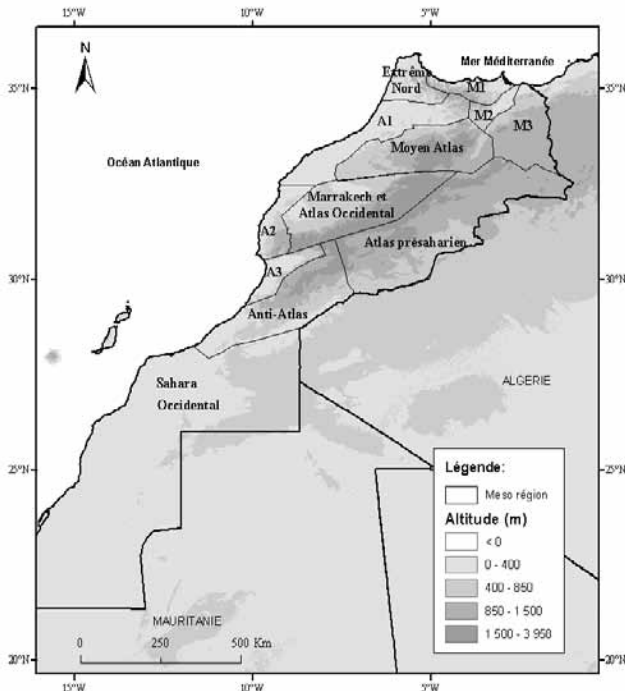 15°W
10°W
5°W
N
Mer Méditerranée
Extrême
Nord
M1
35°N
35°N
A1
M2
M3
Moyen Atlas
Océan Atlantique
Marrakech et
Atlas Occidental
A2
Atlas présaharien
30°N
30°N
A3
Anti-Atlas
Sahara
Occidental
ALGERIE
25°N
25°N
Légende:
Meso région
Altitude (m)
< 0
0 - 400
400 - 850
850 - 1 500
1 500 - 3 950
MAURITANIE
0 250 500 Km
20°N
20°N
15°W
10°W
5°W